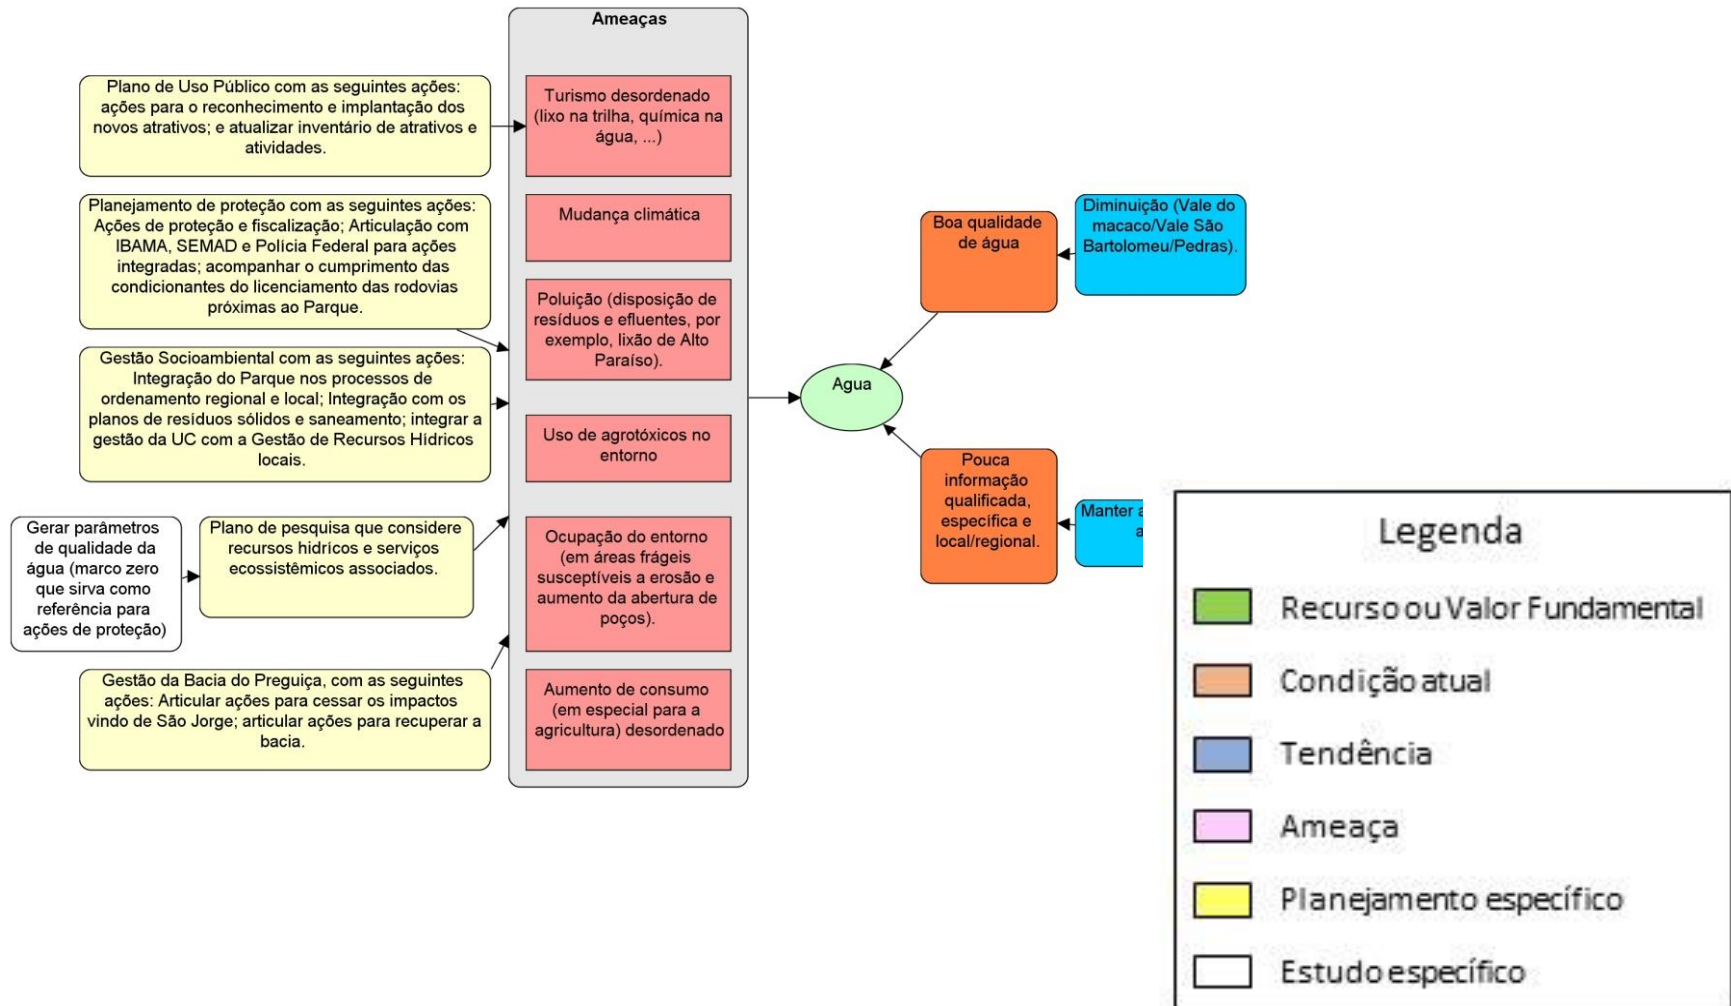 Ameaças
Plano de Uso Público com as seguintes ações:
ações para o reconhecimento e implantação dos
novos atrativos; e atualizar inventário de atrativos e
atividades.
Planejamento de proteção com as seguintes ações:
Ações de proteção e fiscalização; Articulação com
IBAMA, SEMAD e Polícia Federal para ações
integradas; acompanhar o cumprimento das
condicionantes do licenciamento das rodovias
próximas ao Parque.
Gestão Socioambiental com as seguintes ações:
Integração do Parque nos processos de
ordenamento regional e local; Integração com os
planos de resíduos sólidos e saneamento; integrar a
gestão da UC com a Gestão de Recursos Hídricos
locais.
Gerar parâmetros
de qualidade da
água (marco zero
que sirva como
referência para
ações de proteção)
Plano de pesquisa que considere
recursos hídricos e serviços
ecossistêmicos associados.
Gestão da Bacia do Preguiça, com as seguintes
ações: Articular ações para cessar os impactos
vindo de São Jorge; articular ações para recuperar a
bacia.
Turismo desordenado
(lixo na trilha, química na
água, ...)
Mudança climática
Poluição (disposição de
resíduos e efluentes, por
exemplo, lixão de Alto
Paraíso).
Uso de agrotóxicos no
entorno
Ocupação do entorno
(em áreas frágeis
susceptíveis a erosão e
aumento da abertura de
poços).
Aumento de consumo
(em especial para a
agricultura) desordenado
Agua
Boa qualidade
de água
Diminuição (Vale do
macaco/Vale São
Bartolomeu/Pedras).
Pouca
informação
qualificada,
específica e
local/regional.
Manter
Legenda
Recurso ou Valor Fundamental
Condição atual
Tendência
Ameaça
Planejamento específico
Estudo específico